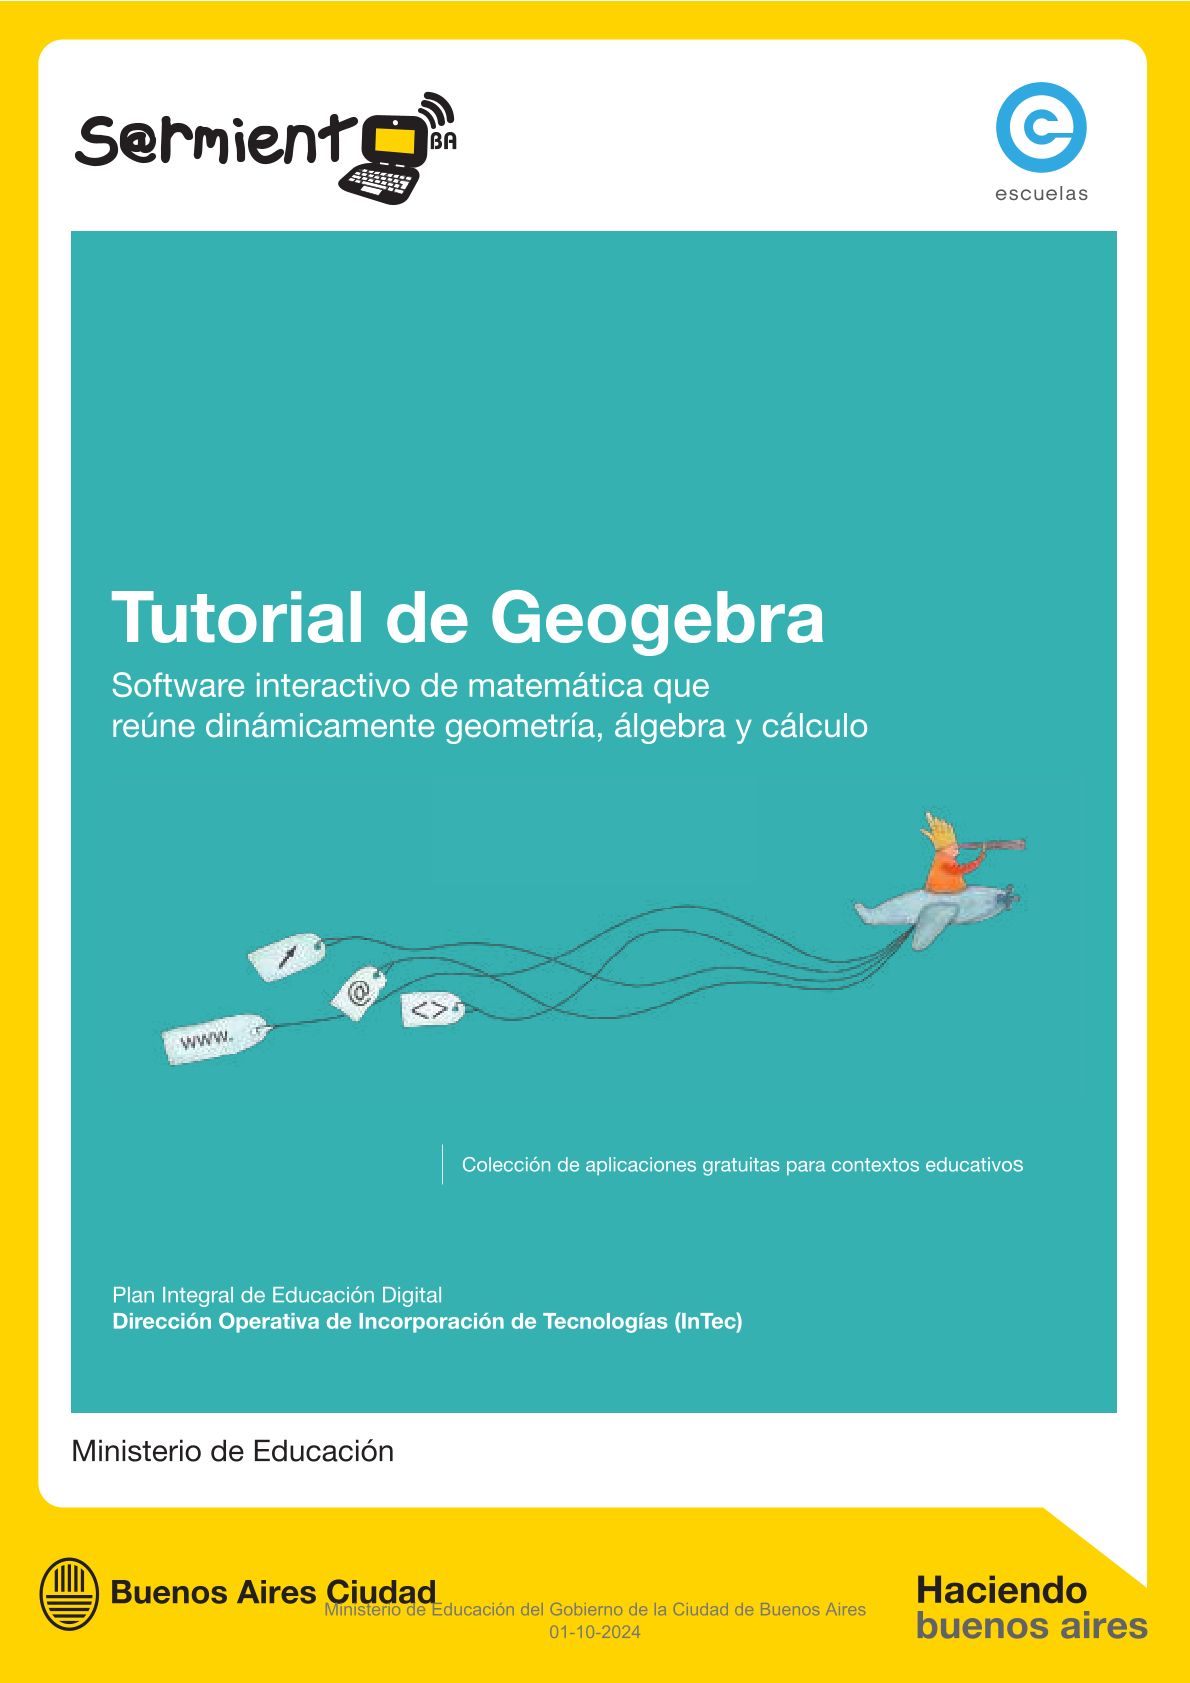 S@rmient BA
escuelas
Tutorial de Geogebra
Software interactivo de matemática que
reúne dinámicamente geometría, álgebra y cálculo
@
<>
www.
Colección de aplicaciones gratuitas para contextos educativos
Plan Integral de Educación Digital
Dirección Operativa de Incorporación de Tecnologías (InTec)
Ministerio de Educación
Buenos Aires Ciudad
Haciendo
buenos aires
Ministerio de Educación del Gobierno de la Ciudad de Buenos Aires
01-10-2024